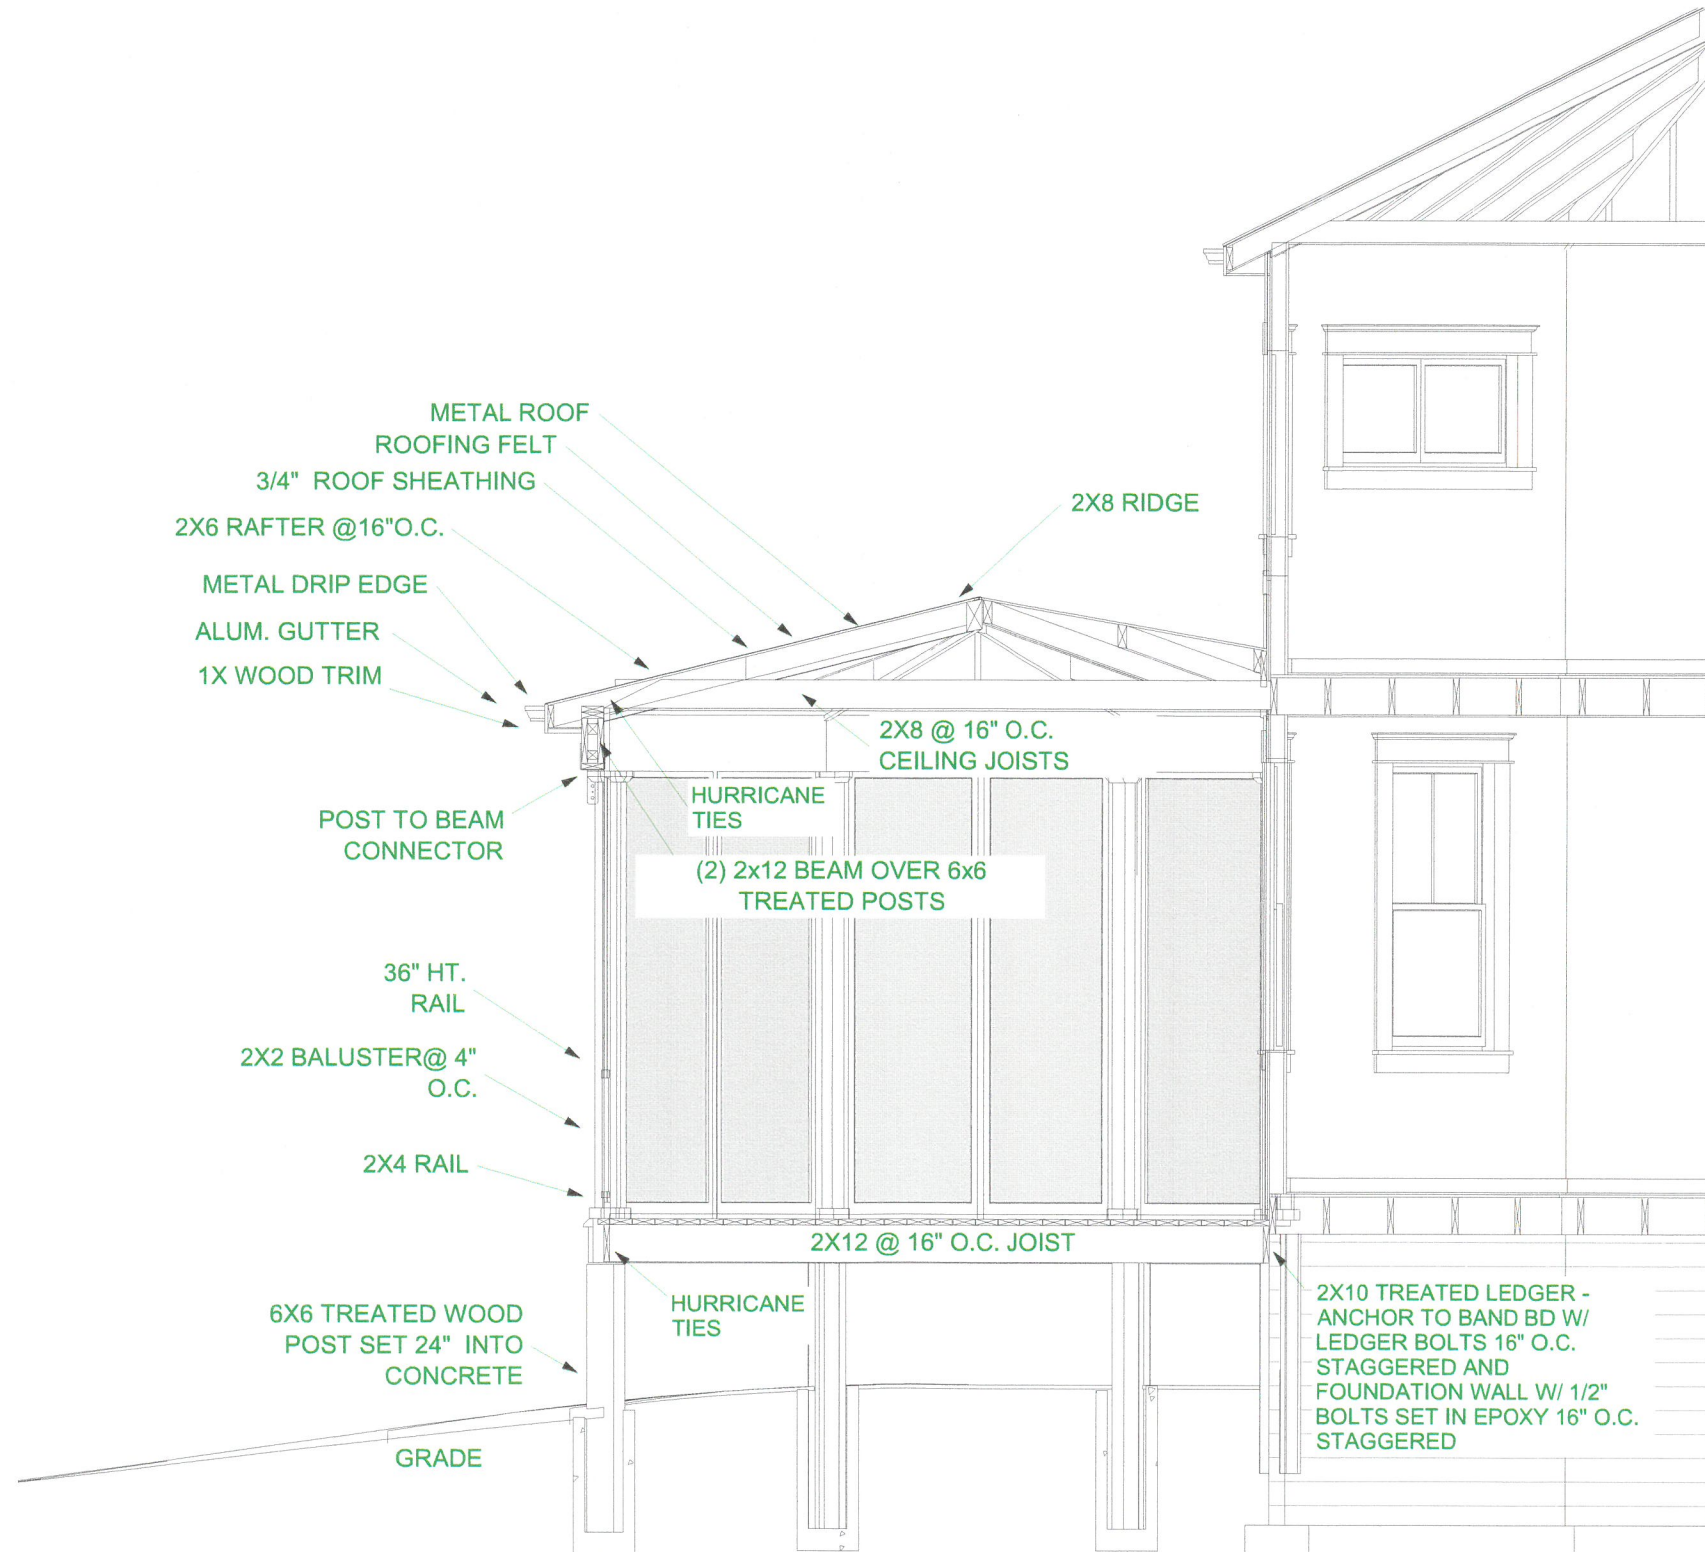 METAL ROOF
ROOFING FELT
3/4" ROOF SHEATHING
2X6 RAFTER @16"O.C.
METAL DRIP EDGE
ALUM. GUTTER
1X WOOD TRIM
2X8 RIDGE
2X8 @ 16" O.C.
CEILING JOISTS
HURRICANE
TIES
POST TO BEAM
CONNECTOR
(2) 2x12 BEAM OVER 6x6
TREATED POSTS
36" HT.
RAIL
2X2 BALUSTER@ 4"
O.C.
2X4 RAIL
2X12 @ 16" O.C. JOIST
HURRICANE
TIES
6X6 TREATED WOOD
POST SET 24" INTO
CONCRETE
GRADE
2X10 TREATED LEDGER -
ANCHOR TO BAND BD W/
LEDGER BOLTS 16" O.C.
STAGGERED AND
FOUNDATION WALL W/ 1/2"
BOLTS SET IN EPOXY 16" O.C.
STAGGERED